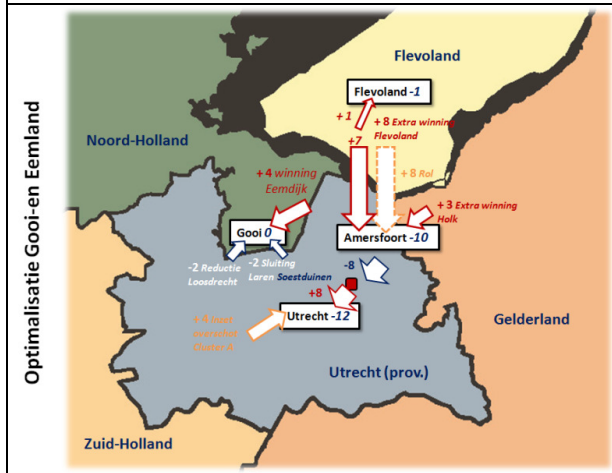 Optimalisatie Gooi-en Eemland
Flevoland
Flevoland -1
+ 1
+ 8 Extra winning
Flevoland
+7
Noord-Holland
+ 4 winning
Eemdijk
+ 8 Rol
+ 3 Extra winning
Holk
Gooi 0
Amersfoort -10
-2 Reductie
Loosdrecht
-2 Sluiting
Laren Soestduinen
-8
+8
Utrecht -12
Gelderland
Utrecht (prov.)
Zuid-Holland